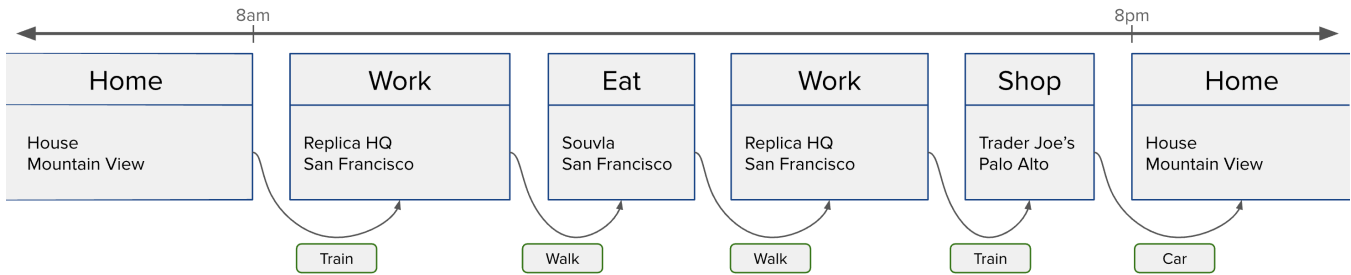 8am
8pm
Home
Work
Eat
Work
Shop
Home
House
Mountain View
Replica HQ
San Francisco
Souvla
San Francisco
Replica HQ
San Francisco
Trader Joe's
Palo Alto
House
Mountain View
Train
Walk
Walk
Train
Car